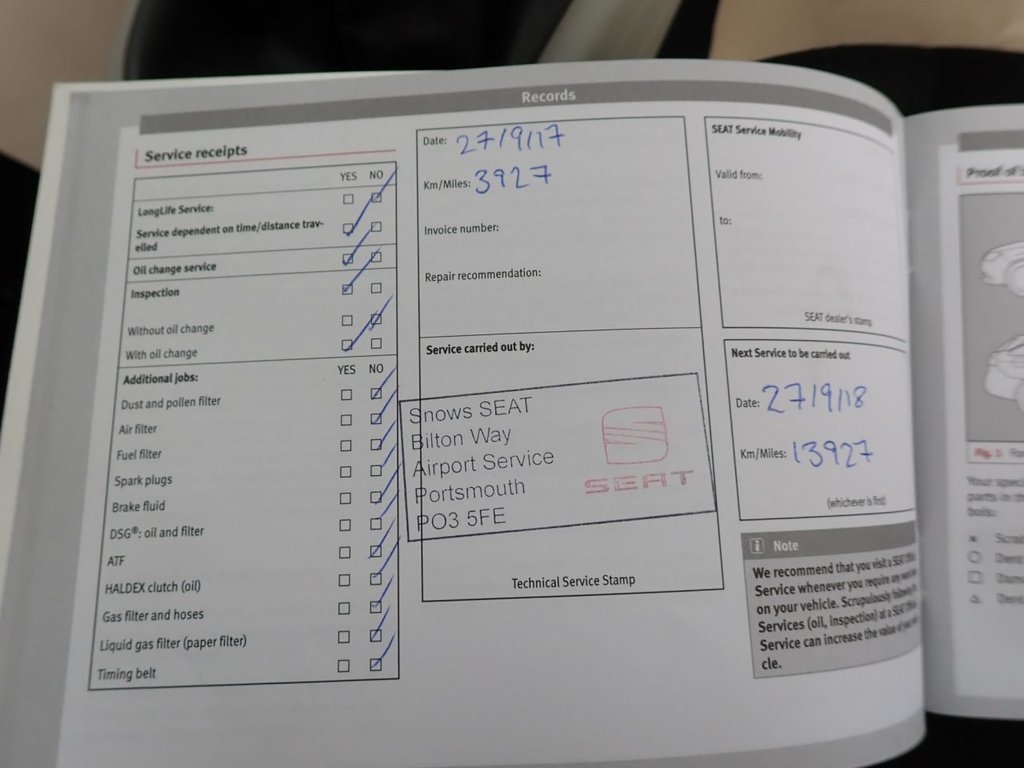 Records
Service receipts
YES NO
LongLife Service:
Service dependent on time/distance trav-
elled
Oil change service
Inspection
Without oil change
With oil change
Additional jobs: YES NO
Dust and pollen filter
Air filter
Fuel filter
Spark plugs
Brake fluid
DSG®: oil and filter
ATF
HALDEX clutch (oil)
Gas filter and hoses
Liquid gas filter (paper filter)
Timing belt
Date: 27/9/17
Km/Miles: 3927
Invoice number:
Repair recommendation:
Service carried out by:
Snows SEAT
Bilton Way
Airport Service
Portsmouth
PO3 5FE
SEAT
Technical Service Stamp
SEAT Service Mobility
Valid from:
to:
SEAT dealer's stamp
Next Service to be carried out
Date: 27/9/18
Km/Miles: 13927
(whichever is first)
i Note
We recommend that you visit a SEAT
Service whenever you require any
on your vehicle. Scrupulously
Services (oil, inspection) at a SEAT
Service can increase the value of
cle.
Proof of
Fig.
Your
parts in